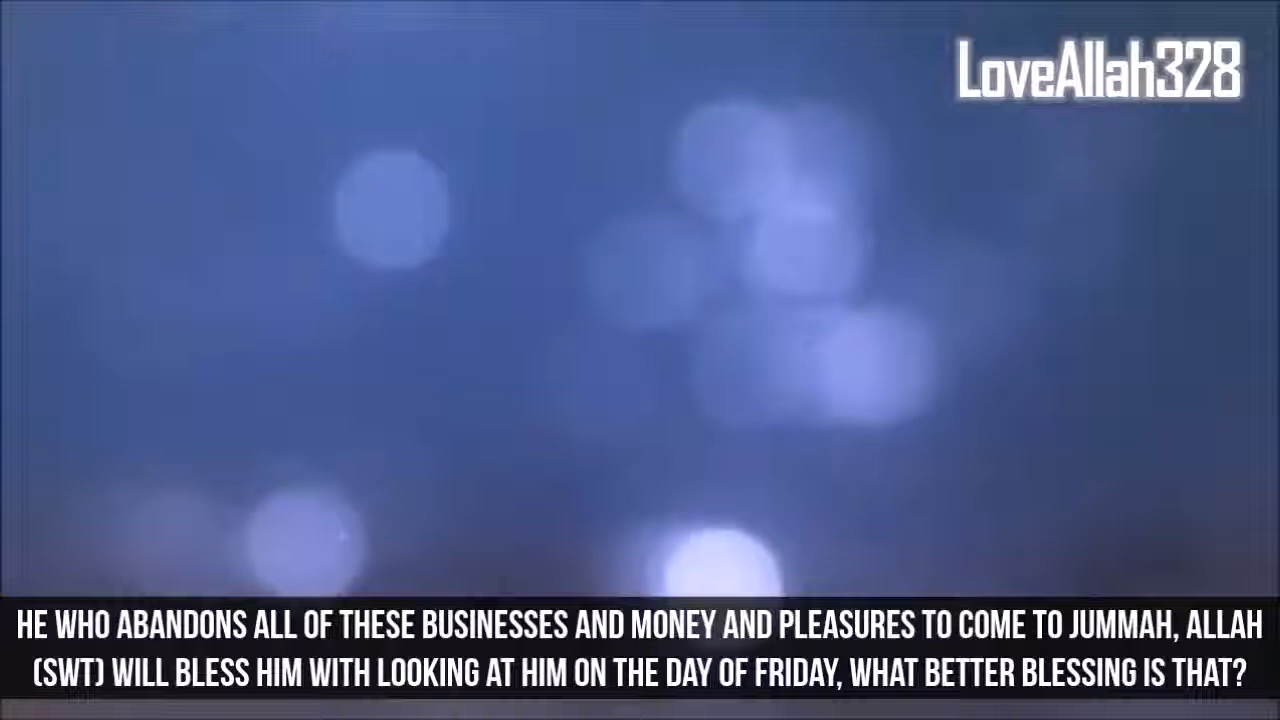 LoveAllah328
HE WHO ABANDONS ALL OF THESE BUSINESSES AND MONEY AND PLEASURES TO COME TO JUMMAH, ALLAH
(SWT) WILL BLESS HIM WITH LOOKING AT HIM ON THE DAY OF FRIDAY, WHAT BETTER BLESSING IS THAT?